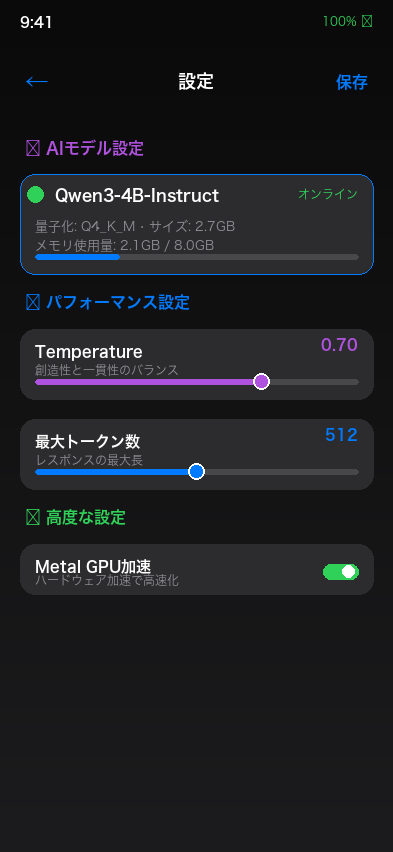 9:41
100%
← 設定 保存
AIモデル設定
Qwen3-4B-Instruct オンライン
量子化: Q4_K_M・サイズ: 2.7GB
メモリ使用量: 2.1GB / 8.0GB
パフォーマンス設定
Temperature 0.70
創造性と一貫性のバランス
最大トークン数 512
レスポンスの最大長
高度な設定
Metal GPU加速
ハードウェア加速で高速化